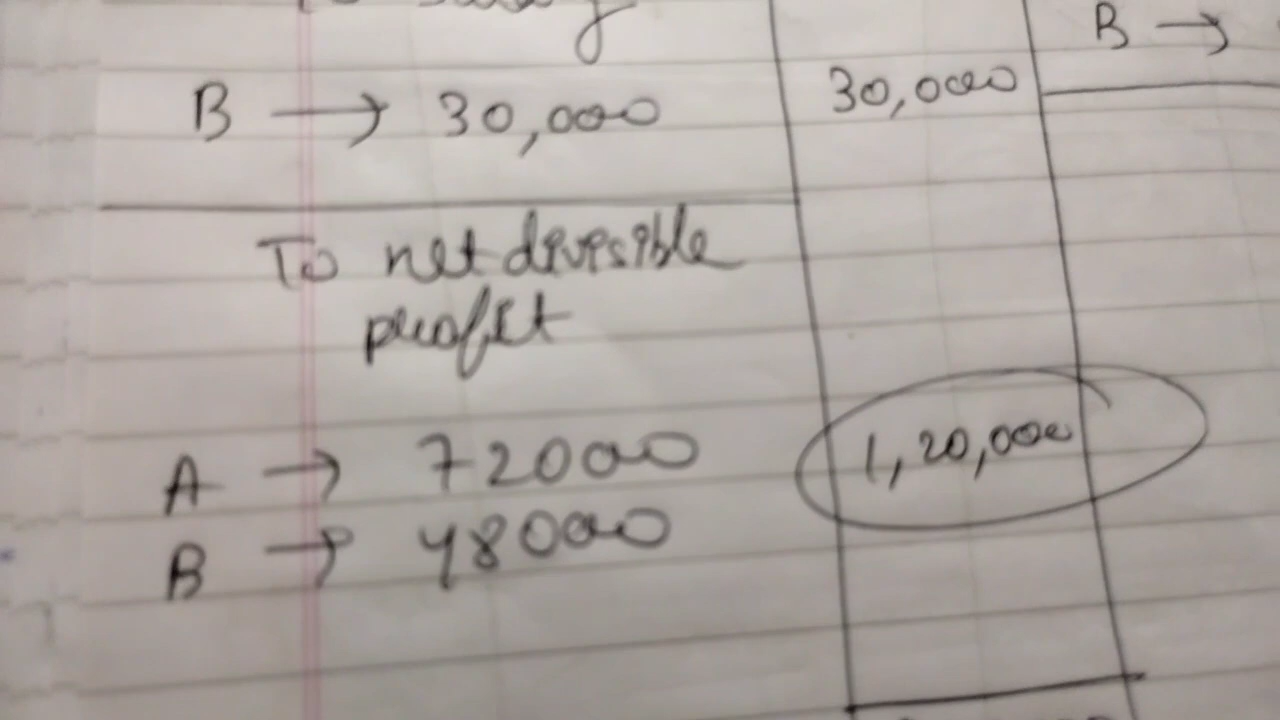 B →
B → 30,000 30,000
To net divisible
profit
A → 72000 1,20,000
B → 48000